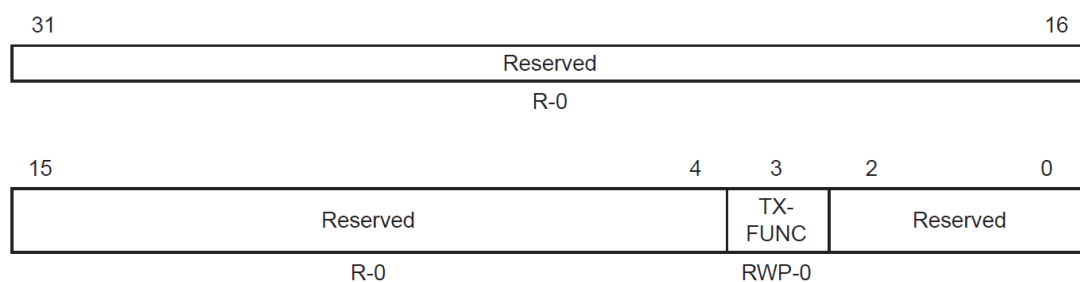 31 16
Reserved
R-0
15 4 3 2 0
Reserved TX-
FUNC Reserved
R-0 RWP-0